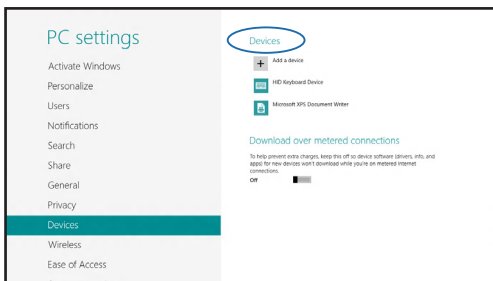 PC settings
Activate Windows
Personalize
Users
Notifications
Search
Share
General
Privacy
Devices
Wireless
Ease of Access
Devices
Add a device
HID Keyboard Device
Microsoft XPS Document Writer
Download over metered connections
To help prevent extra charges, keep this off so device software (drivers, info, and
apps) for new devices won't download while you're on metered Internet
connections.
Off